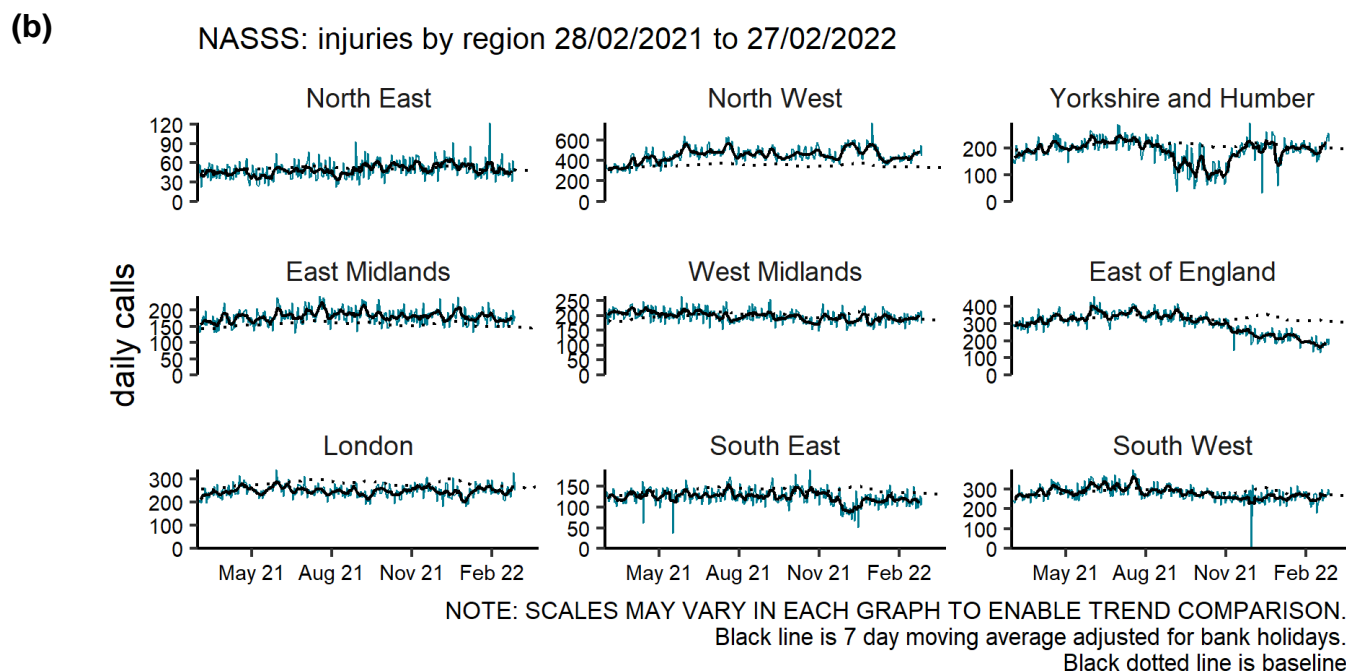 (b)
NASSS: injuries by region 28/02/2021 to 27/02/2022
North East
North West
Yorkshire and Humber
120
90
60
30
0
600
400
200
0
200
100
0
daily calls
East Midlands
West Midlands
East of England
200
150
100
50
0
250
200
150
100
50
0
400
300
200
100
0
London
South East
South West
300
200
100
0
150
100
50
0
300
200
100
0
May 21 Aug 21 Nov 21 Feb 22
May 21 Aug 21 Nov 21 Feb 22
May 21 Aug 21 Nov 21 Feb 22
NOTE: SCALES MAY VARY IN EACH GRAPH TO ENABLE TREND COMPARISON.
Black line is 7 day moving average adjusted for bank holidays.
Black dotted line is baseline